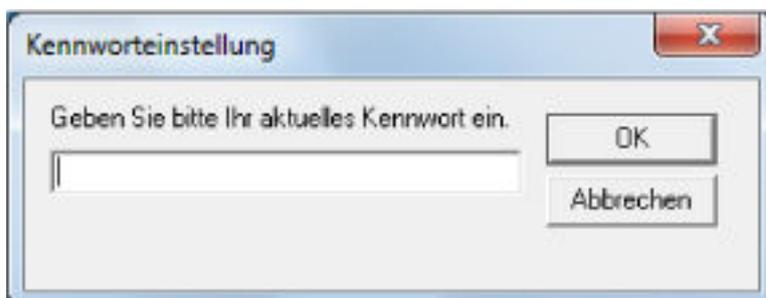 Kennworteinstellung
Geben Sie bitte Ihr aktuelles Kennwort ein.
OK
Abbrechen